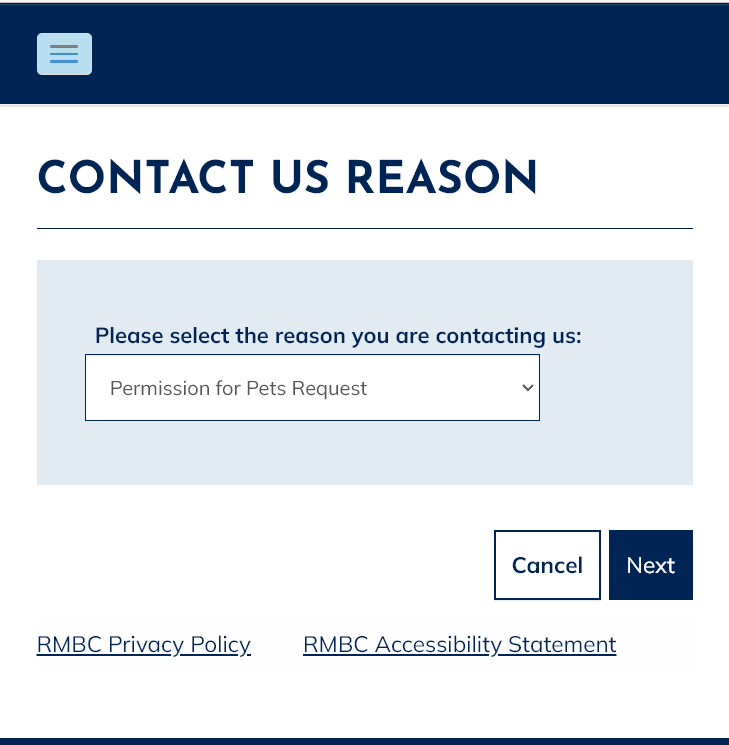 CONTACT US REASON
Please select the reason you are contacting us:
Permission for Pets Request
Cancel
Next
RMBC Privacy Policy
RMBC Accessibility Statement